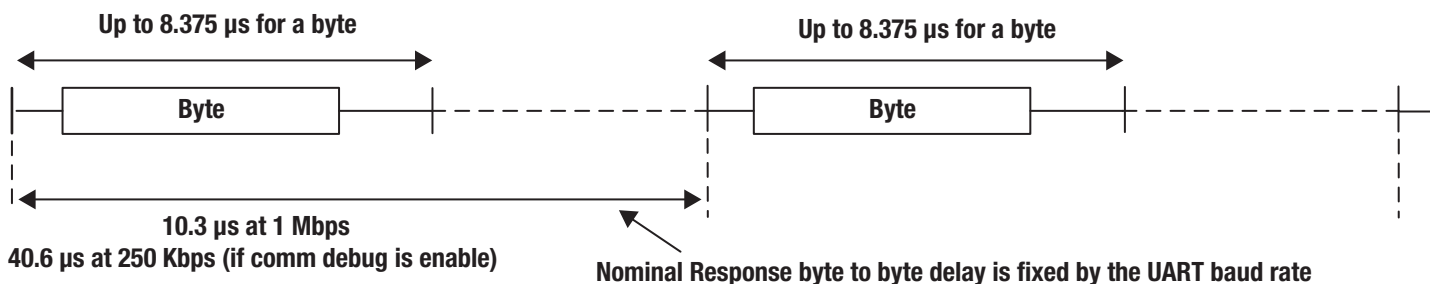 Up to 8.375 µs for a byte
Up to 8.375 µs for a byte
Byte
Byte
10.3 µs at 1 Mbps
40.6 µs at 250 Kbps (if comm debug is enable)
Nominal Response byte to byte delay is fixed by the UART baud rate